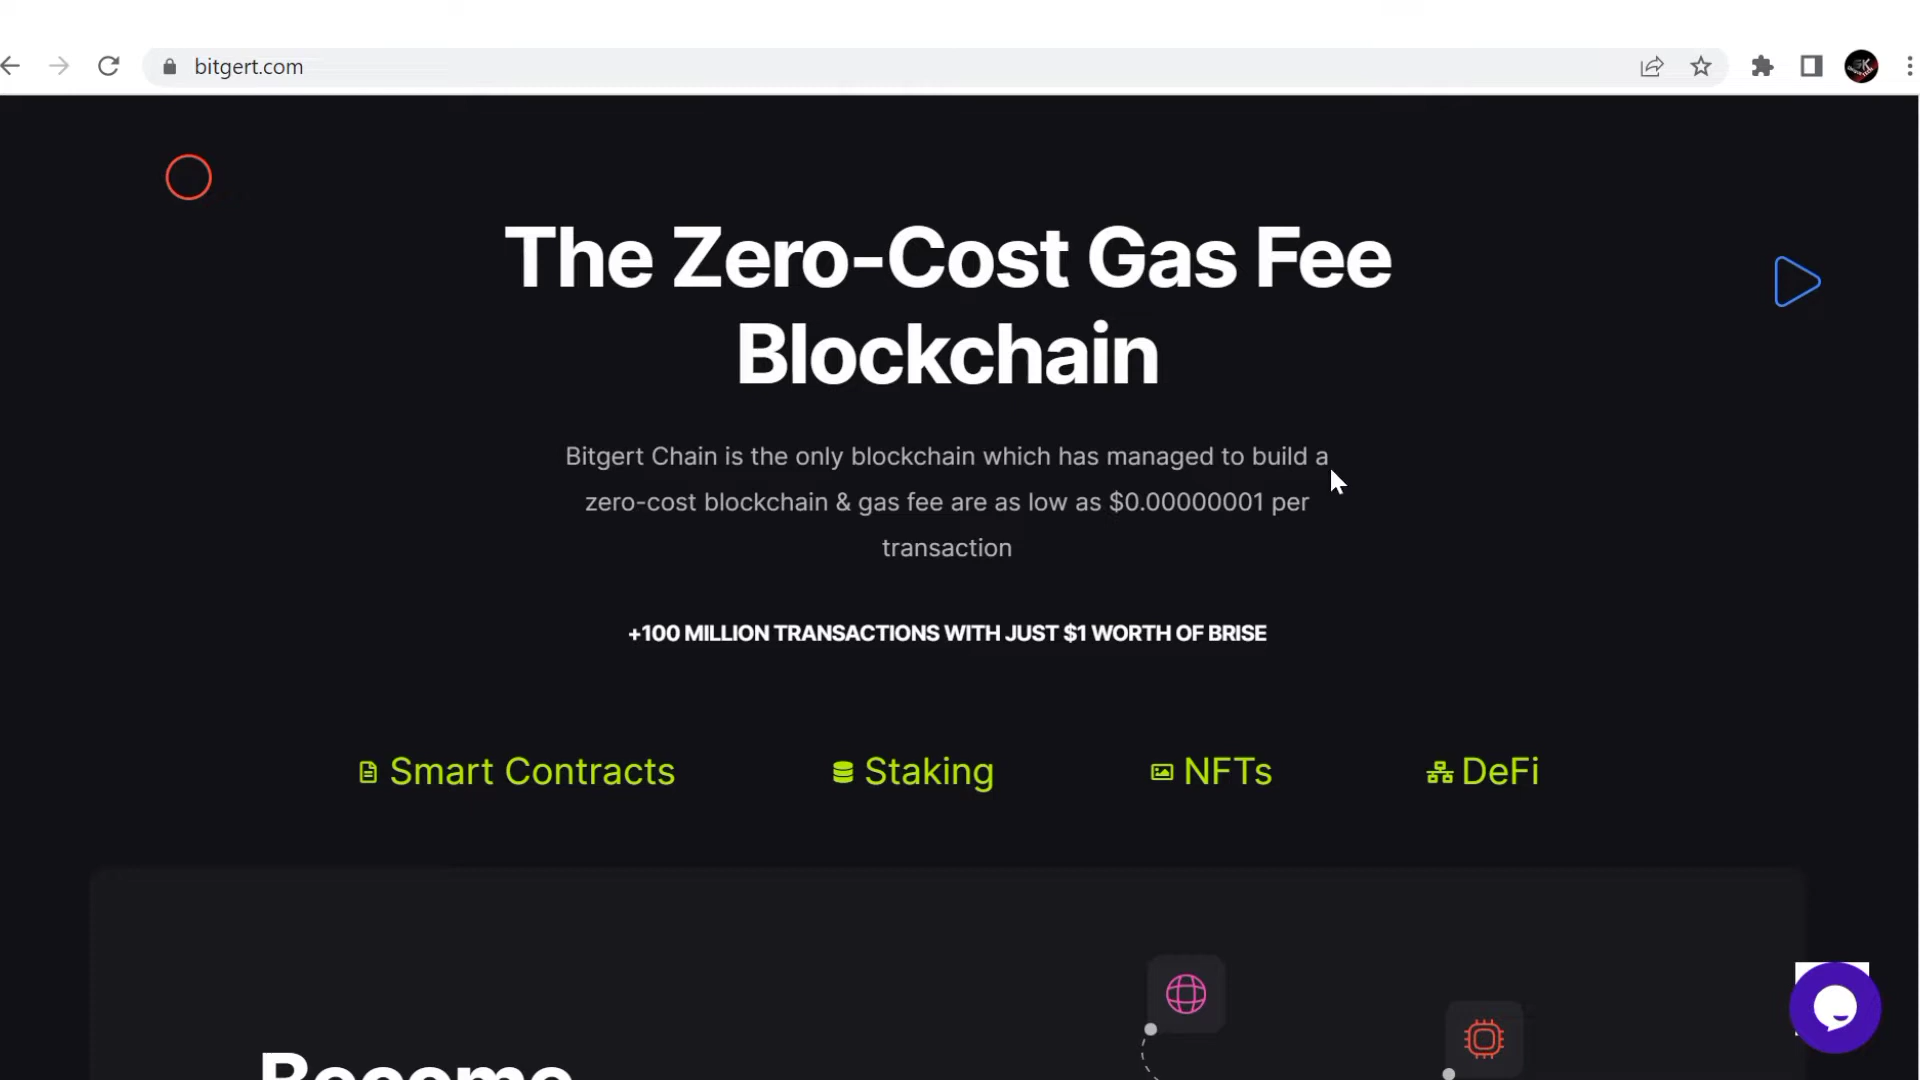 bitgert.com
The Zero-Cost Gas Fee
Blockchain
Bitgert Chain is the only blockchain which has managed to build a
zero-cost blockchain & gas fee are as low as $0.00000001 per
transaction
+100 MILLION TRANSACTIONS WITH JUST $1 WORTH OF BRISE
Smart Contracts Staking NFTs DeFi
Become